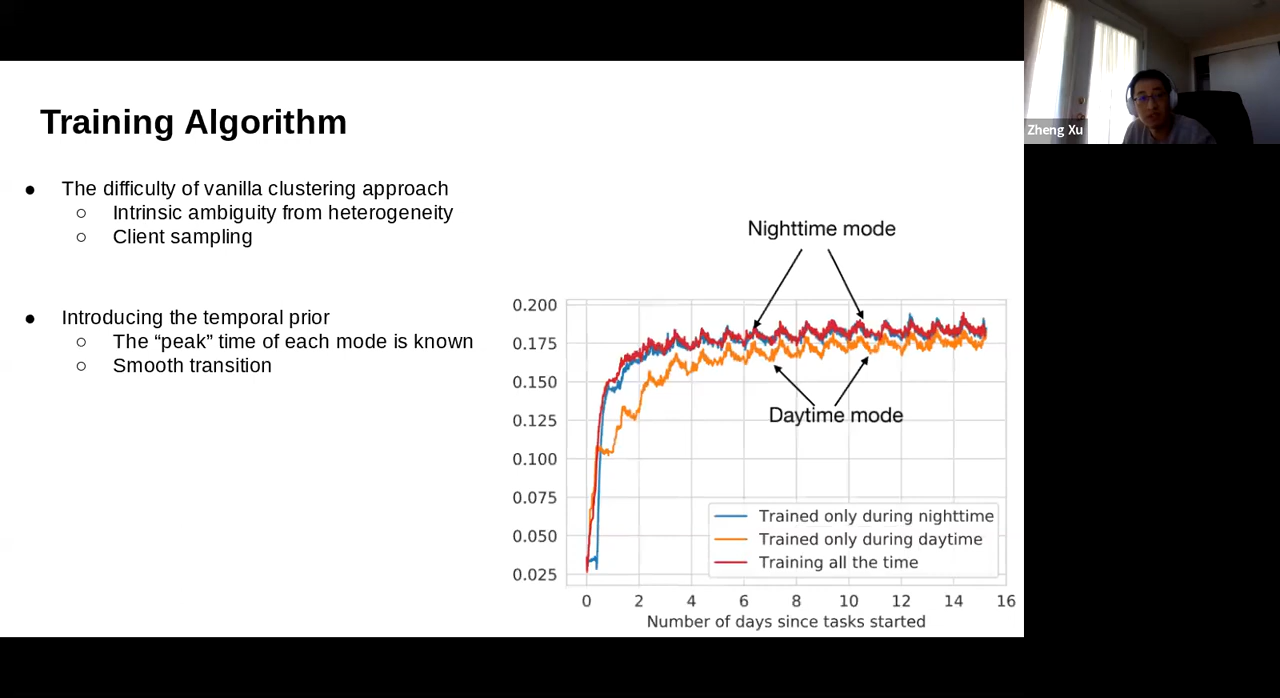 Training Algorithm
Zheng Xu
● The difficulty of vanilla clustering approach
○ Intrinsic ambiguity from heterogeneity
○ Client sampling
● Introducing the temporal prior
○ The “peak” time of each mode is known
○ Smooth transition
Nighttime mode
0.200
0.175
0.150
0.125
0.100
0.075
0.050
0.025
Daytime mode
Trained only during nighttime
Trained only during daytime
Training all the time
0 2 4 6 8 10 12 14 16
Number of days since tasks started